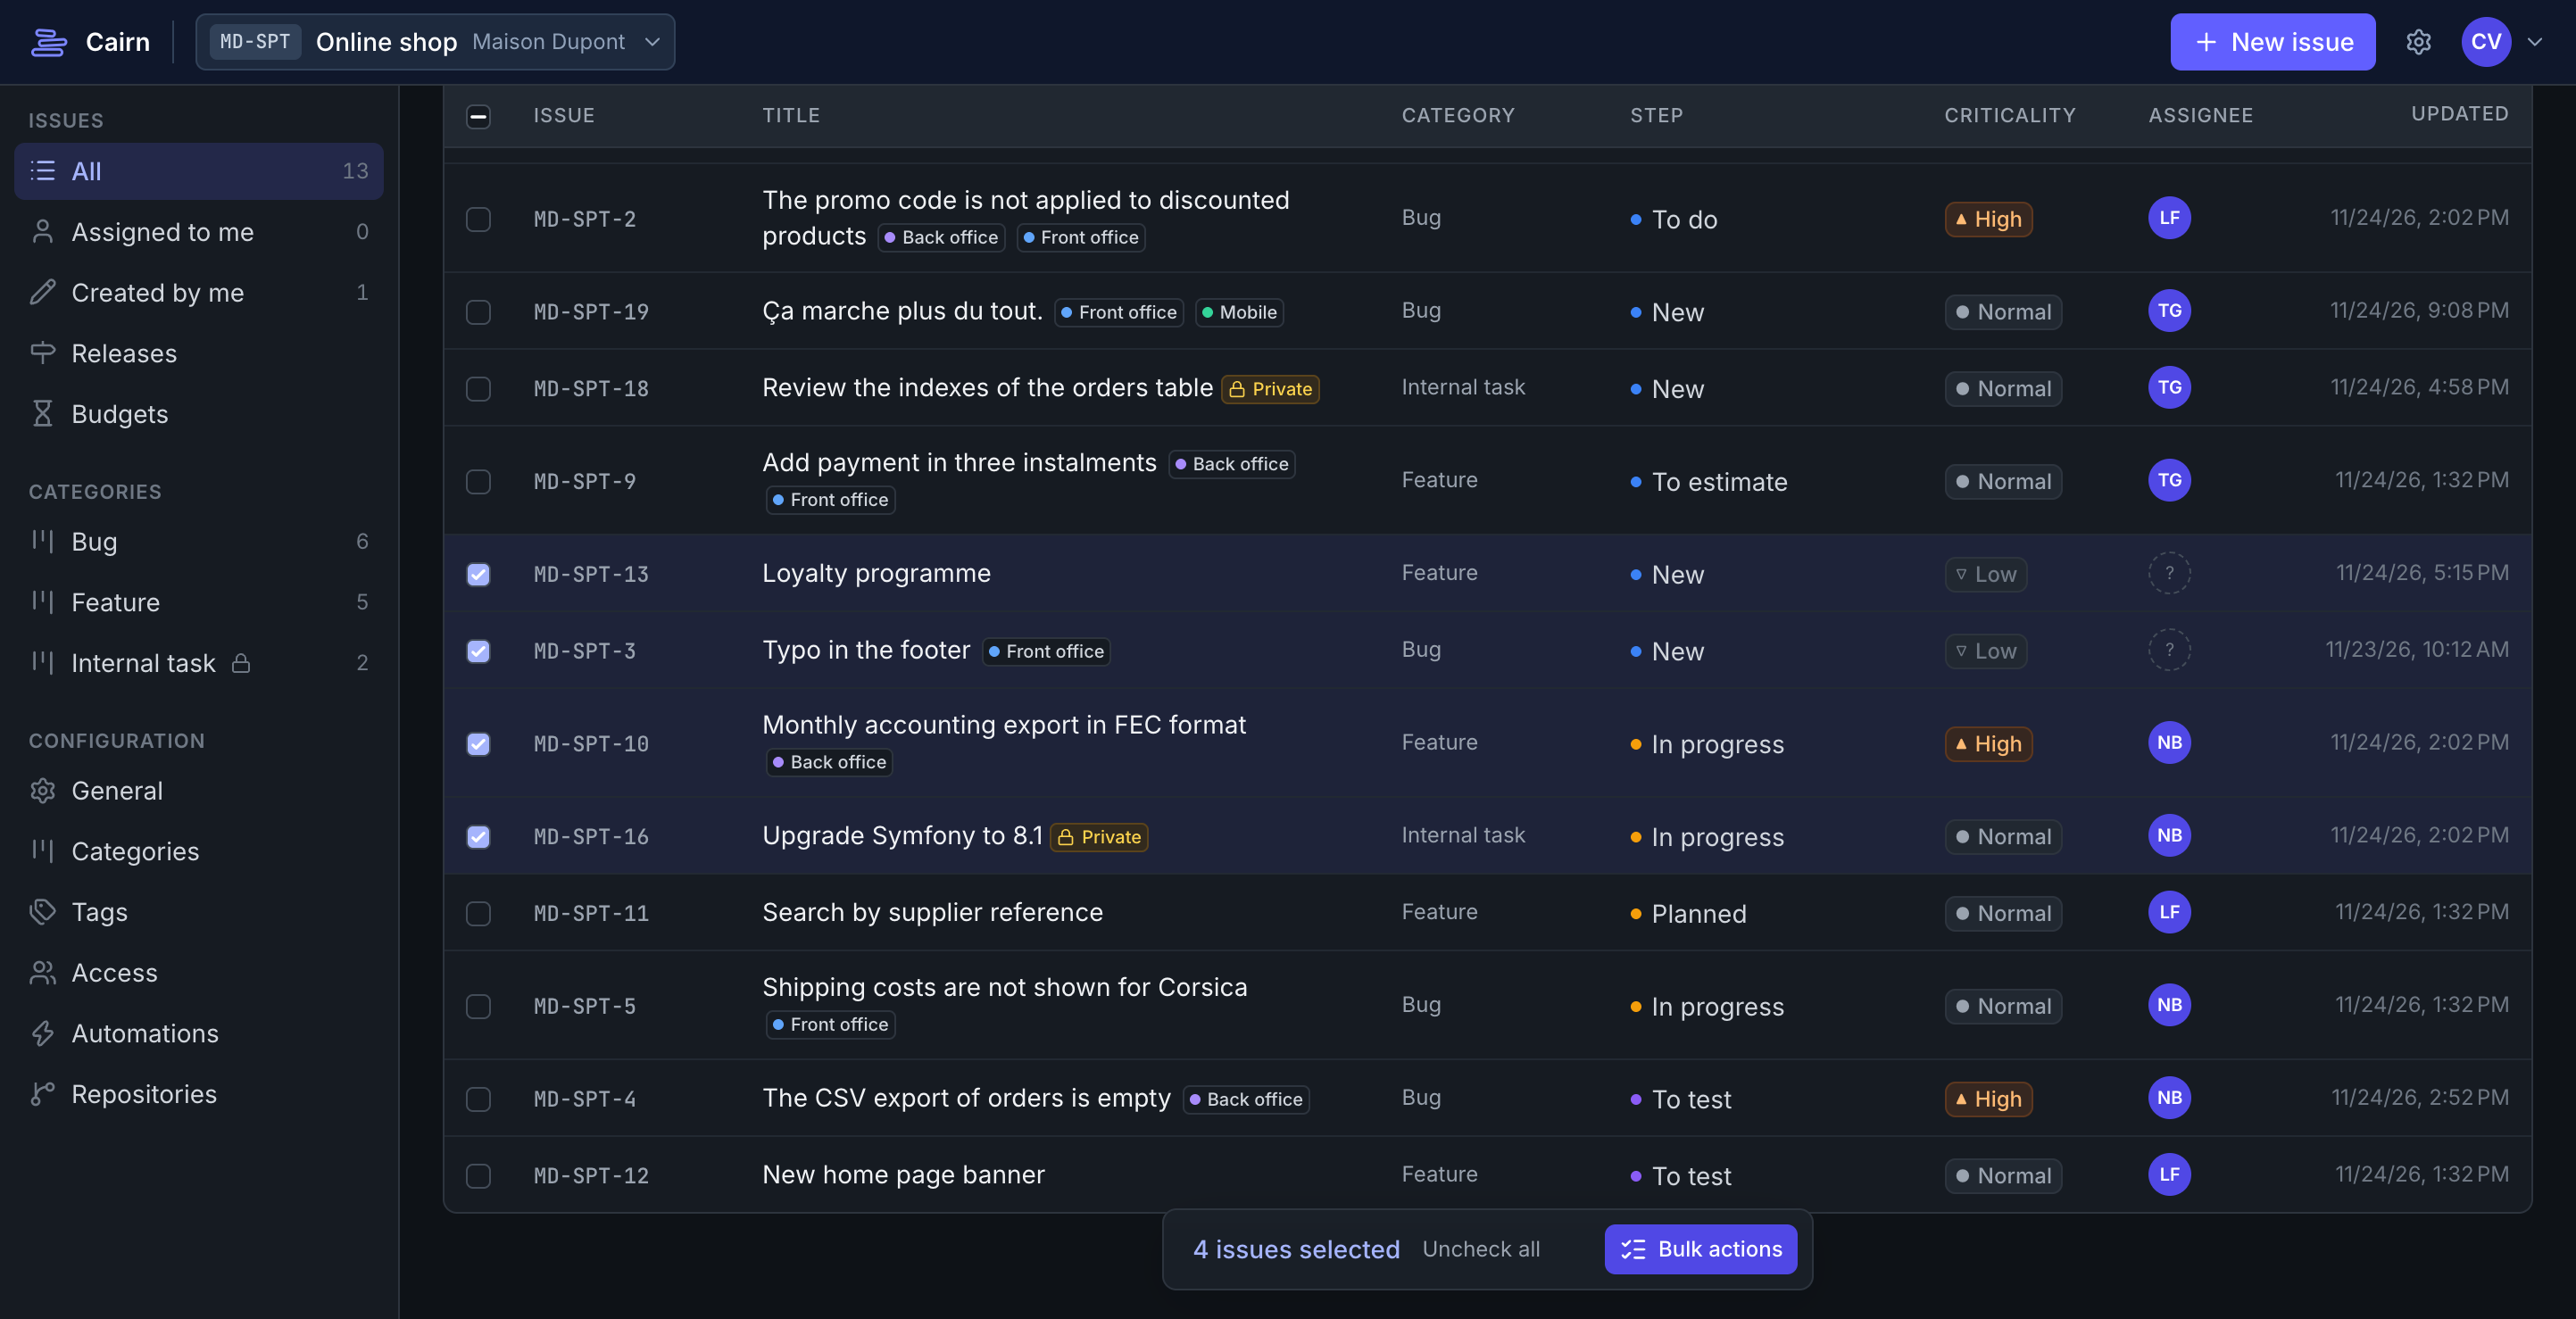 Cairn MD-SPT Online shop Maison Dupont New issue CV
ISSUES
All 13
Assigned to me 0
Created by me 1
Releases
Budgets
CATEGORIES
Bug 6
Feature 5
Internal task 2
CONFIGURATION
General
Categories
Tags
Access
Automations
Repositories
ISSUE TITLE CATEGORY STEP CRITICALITY ASSIGNEE UPDATED
MD-SPT-2 The promo code is not applied to discounted
products Back office Front office Bug To do High LF 11/24/26, 2:02 PM
MD-SPT-19 Ça marche plus du tout. Front office Mobile Bug New Normal TG 11/24/26, 9:08 PM
MD-SPT-18 Review the indexes of the orders table Private Internal task New Normal TG 11/24/26, 4:58 PM
MD-SPT-9 Add payment in three instalments Back office
Front office Feature To estimate Normal TG 11/24/26, 1:32 PM
MD-SPT-13 Loyalty programme Feature New Low ? 11/24/26, 5:15 PM
MD-SPT-3 Typo in the footer Front office Bug New Low ? 11/23/26, 10:12 AM
MD-SPT-10 Monthly accounting export in FEC format
Back office Feature In progress High NB 11/24/26, 2:02 PM
MD-SPT-16 Upgrade Symfony to 8.1 Private Internal task In progress Normal NB 11/24/26, 2:02 PM
MD-SPT-11 Search by supplier reference Feature Planned Normal LF 11/24/26, 1:32 PM
MD-SPT-5 Shipping costs are not shown for Corsica
Front office Bug In progress Normal NB 11/24/26, 1:32 PM
MD-SPT-4 The CSV export of orders is empty Back office Bug To test High NB 11/24/26, 2:52 PM
MD-SPT-12 New home page banner Feature To test Normal LF 11/24/26, 1:32 PM
4 issues selected Uncheck all Bulk actions